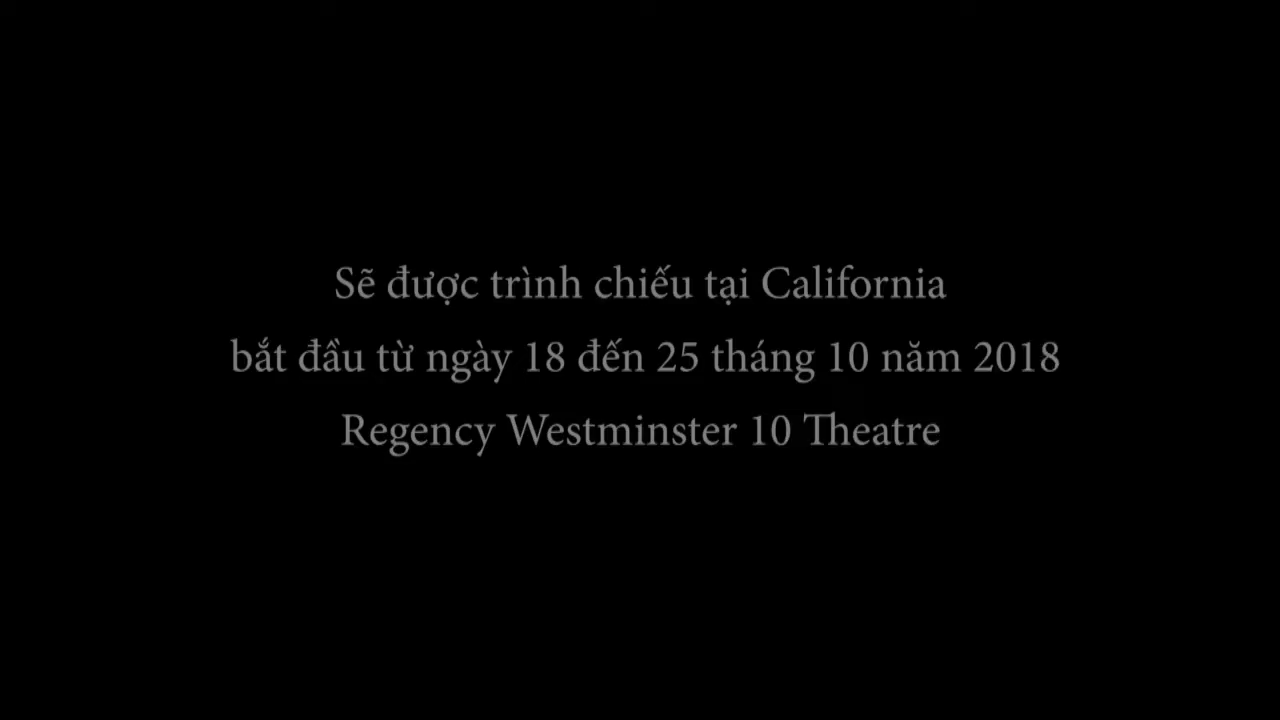 Sẽ được trình chiếu tại California
bắt đầu từ ngày 18 đến 25 tháng 10 năm 2018
Regency Westminster 10 Theatre